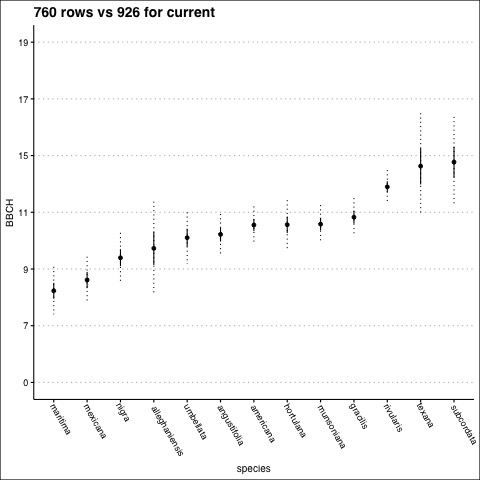 760 rows vs 926 for current
19
17
15
11
9
7
0
BBCH
maritima
mexicana
nigra
alleghaniensis
umbellata
angustifolia
americana
hortulana
munsoniana
gracilis
rivularis
texana
subcordata
species